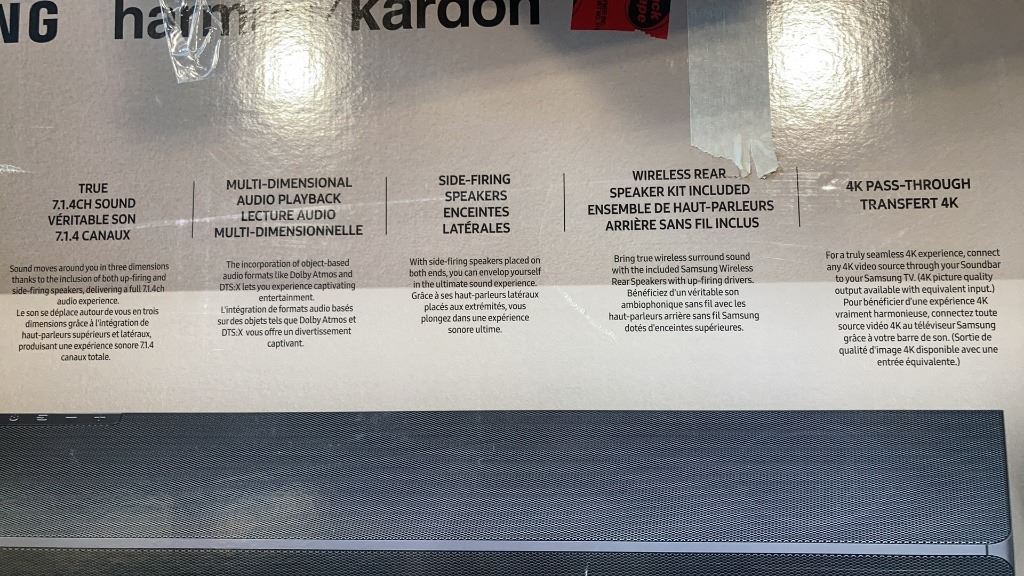 NG harman/kardon
TRUE
7.1.4CH SOUND
VÉRITABLE SON
7.1.4 CANAUX
Sound moves around you in three dimensions
thanks to the inclusion of both up-firing and
side-firing speakers, delivering a full 7.1.4ch
audio experience.
Le son se déplace autour de vous en trois
dimensions grâce à l'intégration de
haut-parleurs supérieurs et latéraux,
produisant une expérience sonore 7.1.4
canaux totale.
MULTI-DIMENSIONAL
AUDIO PLAYBACK
LECTURE AUDIO
MULTI-DIMENSIONNELLE
The incorporation of object-based
audio formats like Dolby Atmos and
DTS:X lets you experience captivating
entertainment.
L'intégration de formats audio basés
sur des objets tels que Dolby Atmos et
DTS:X vous offre un divertissement
captivant.
SIDE-FIRING
SPEAKERS
ENCEINTES
LATÉRALES
With side-firing speakers placed on
both ends, you can envelop yourself
in the ultimate sound experience.
Grâce à ses haut-parleurs latéraux
placés aux extrémités, vous
plongez dans une expérience
sonore ultime.
WIRELESS REAR
SPEAKER KIT INCLUDED
ENSEMBLE DE HAUT-PARLEURS
ARRIÈRE SANS FIL INCLUS
Bring true wireless surround sound
with the included Samsung Wireless
Rear Speakers with up-firing drivers.
Bénéficiez d'un véritable son
ambiophonique sans fil avec les
haut-parleurs arrière sans fil Samsung
dotés d'enceintes supérieures.
4K PASS-THROUGH
TRANSFERT 4K
For a truly seamless 4K experience, connect
any 4K video source through your Soundbar
to your Samsung TV. (4K picture quality
output available with equivalent input.)
Pour bénéficier d'une expérience 4K
vraiment harmonieuse, connectez toute
source vidéo 4K au téléviseur Samsung
grâce à votre barre de son. (Sortie de
qualité d'image 4K disponible avec une
entrée équivalente.)